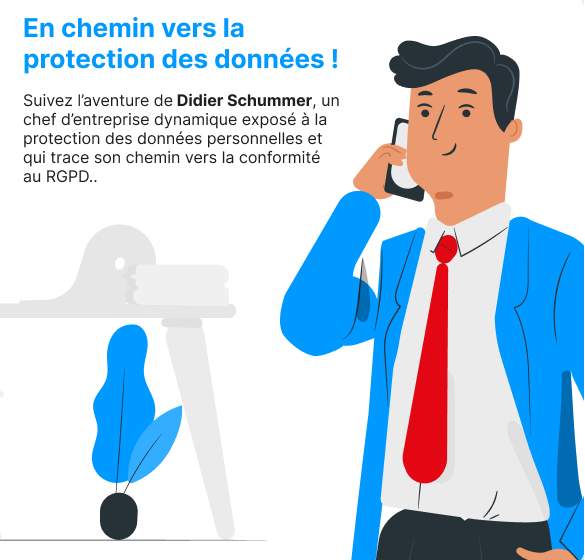 En chemin vers la
protection des données !
Suivez l’aventure de Didier Schummer, un
chef d’entreprise dynamique exposé à la
protection des données personnelles et
qui trace son chemin vers la conformité
au RGPD..